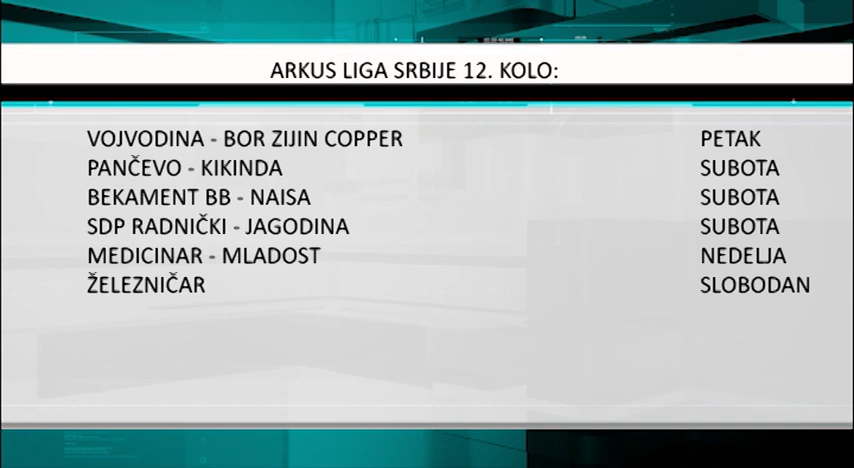 ARKUS LIGA SRBIJE 12. KOLO:
VOJVODINA - BOR ZIJIN COPPER PETAK
PANČEVO - KIKINDA SUBOTA
BEKAMENT BB - NAISA SUBOTA
SDP RADNIČKI - JAGODINA SUBOTA
MEDICINAR - MLADOST NEDELJA
ŽELEZNIČAR SLOBODAN